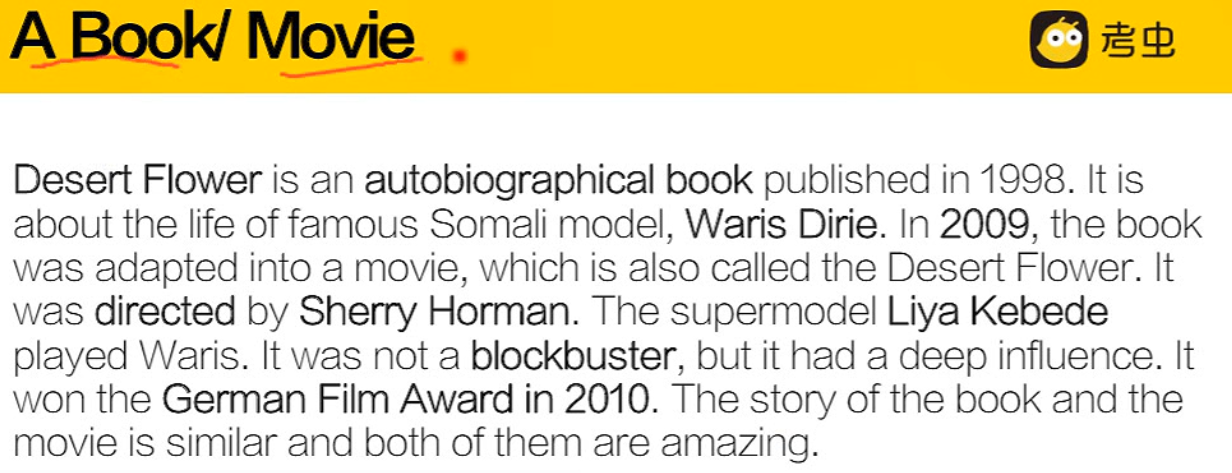 A Book/ Movie
考虫
Desert Flower is an autobiographical book published in 1998. It is
about the life of famous Somali model, Waris Dirie. In 2009, the book
was adapted into a movie, which is also called the Desert Flower. It
was directed by Sherry Horman. The supermodel Liya Kebede
played Waris. It was not a blockbuster, but it had a deep influence. It
won the German Film Award in 2010. The story of the book and the
movie is similar and both of them are amazing.